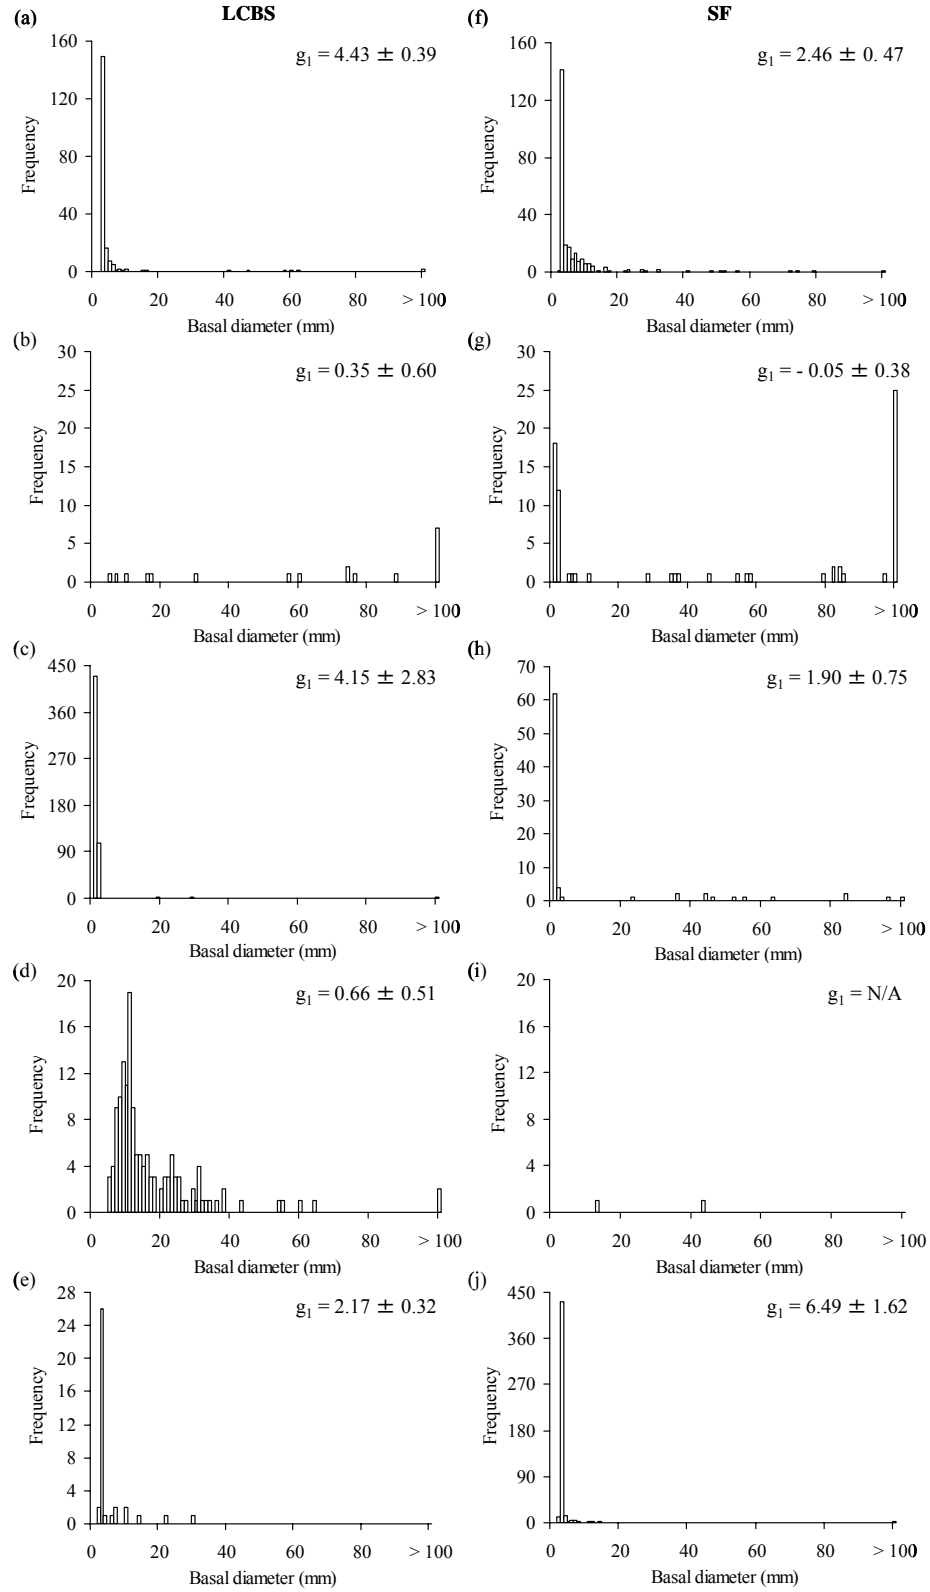 LCBS
SF
(a)
g1 = 4.43 ± 0.39
Frequency
160
120
80
40
0
0 20 40 60 80 > 100
Basal diameter (mm)
(f)
g1 = 2.46 ± 0. 47
Frequency
160
120
80
40
0
0 20 40 60 80 > 100
Basal diameter (mm)
(b)
g1 = 0.35 ± 0.60
Frequency
30
25
20
15
10
5
0
0 20 40 60 80 > 100
Basal diameter (mm)
(g)
g1 = - 0.05 ± 0.38
Frequency
30
25
20
15
10
5
0
0 20 40 60 80 > 100
Basal diameter (mm)
(c)
g1 = 4.15 ± 2.83
Frequency
450
360
270
180
90
0
0 20 40 60 80 > 100
Basal diameter (mm)
(h)
g1 = 1.90 ± 0.75
Frequency
70
60
50
40
30
20
10
0
0 20 40 60 80 > 100
Basal diameter (mm)
(d)
g1 = 0.66 ± 0.51
Frequency
20
16
12
8
4
0
0 20 40 60 80 > 100
Basal diameter (mm)
(i)
g1 = N/A
Frequency
20
16
12
8
4
0
0 20 40 60 80 > 100
Basal diameter (mm)
(e)
g1 = 2.17 ± 0.32
Frequency
28
24
20
16
12
8
4
0
0 20 40 60 80 > 100
Basal diameter (mm)
(j)
g1 = 6.49 ± 1.62
Frequency
450
360
270
180
90
0
0 20 40 60 80 > 100
Basal diameter (mm)